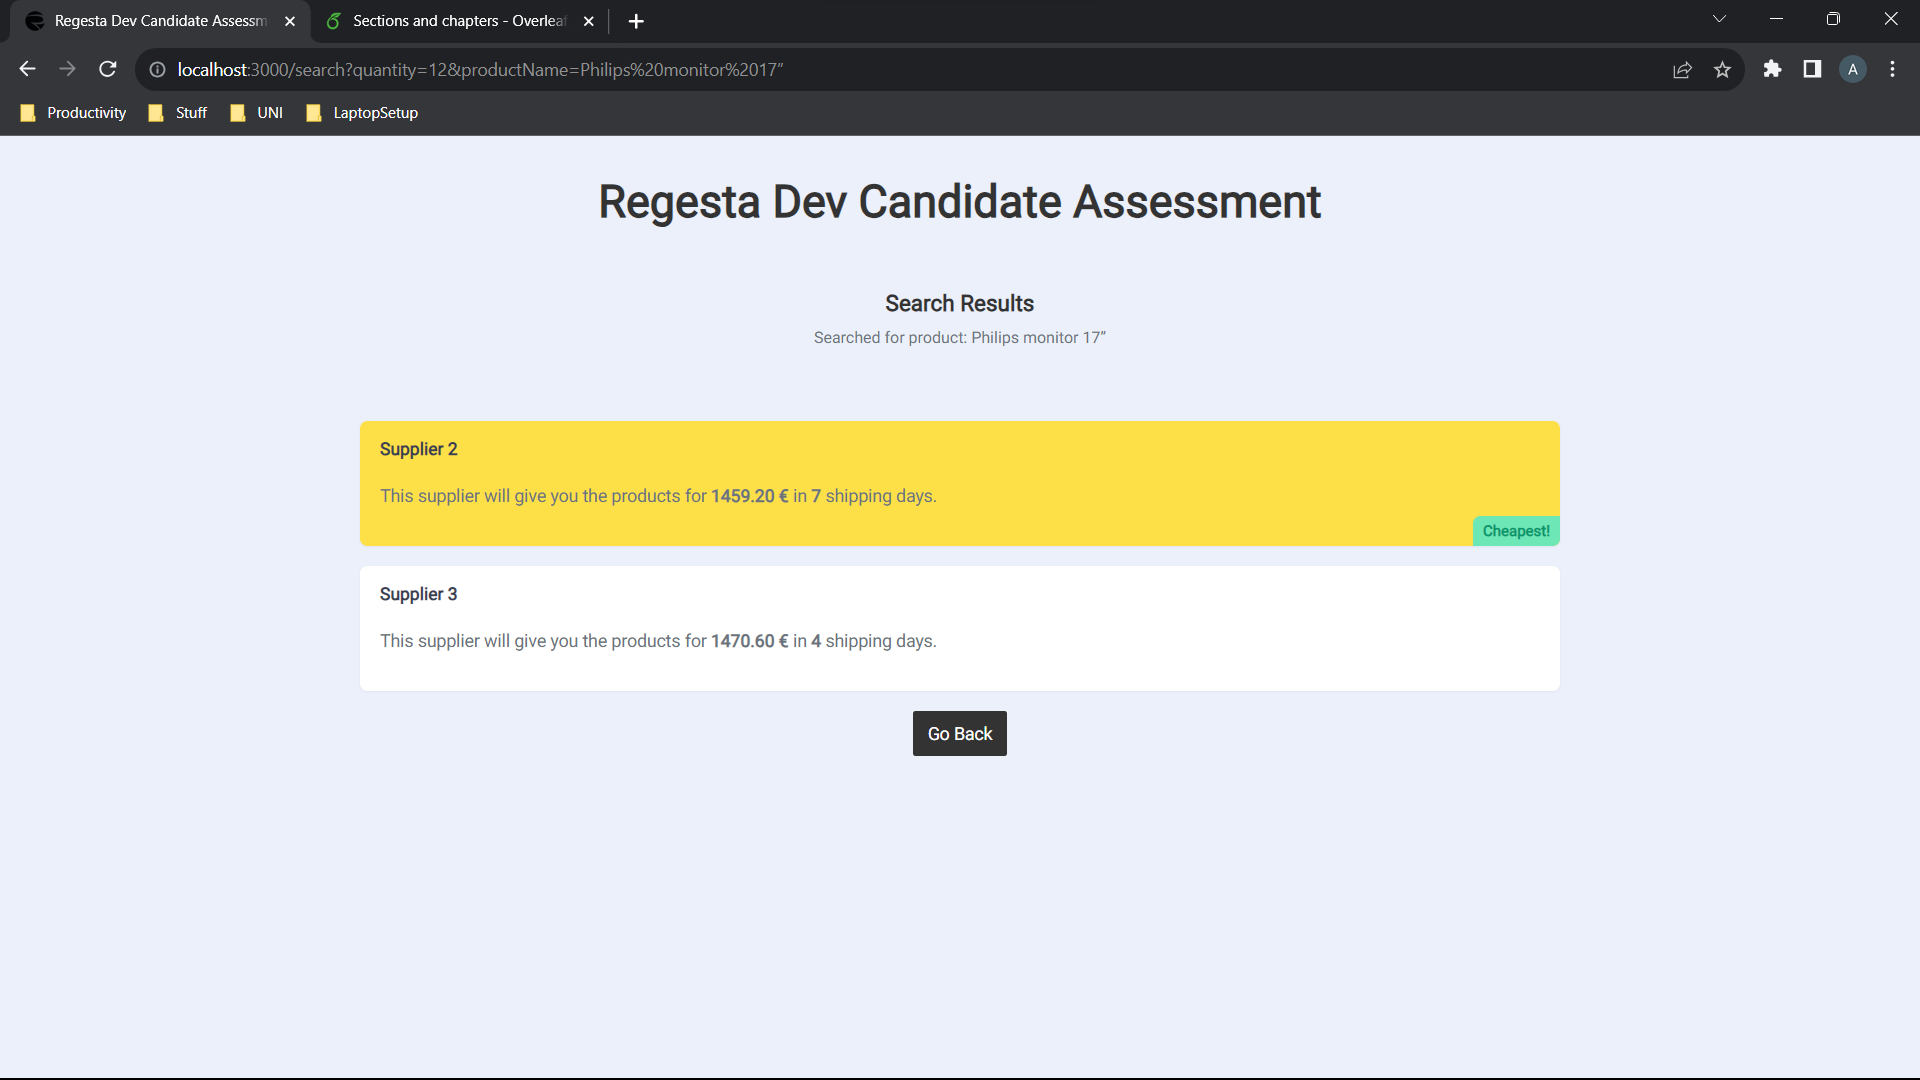 Regesta Dev Candidate Assessm
Sections and chapters - Overleaf
localhost:3000/search?quantity=12&productName=Philips%20monitor%2017”
A
Productivity
Stuff
UNI
LaptopSetup
Regesta Dev Candidate Assessment
Search Results
Searched for product: Philips monitor 17”
Supplier 2
This supplier will give you the products for 1459.20 € in 7 shipping days.
Cheapest!
Supplier 3
This supplier will give you the products for 1470.60 € in 4 shipping days.
Go Back